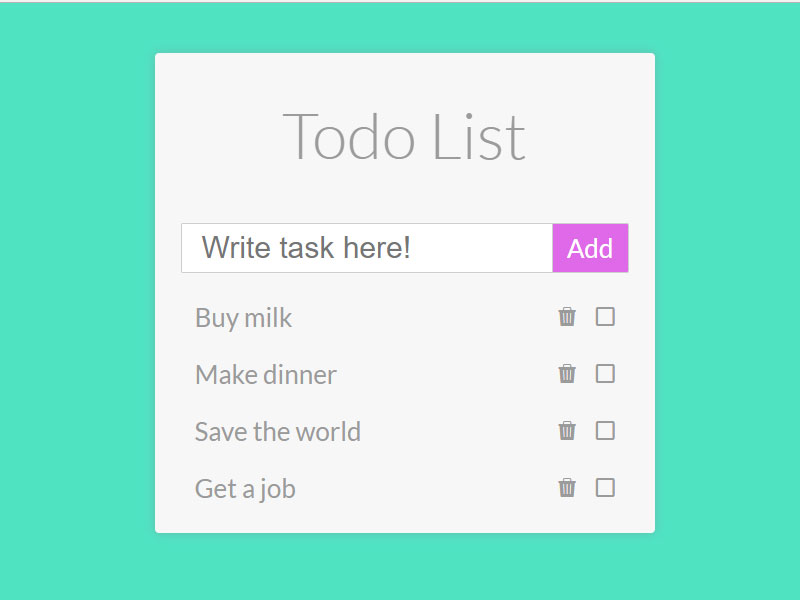 Todo List
Write task here!
Add
Buy milk
Make dinner
Save the world
Get a job